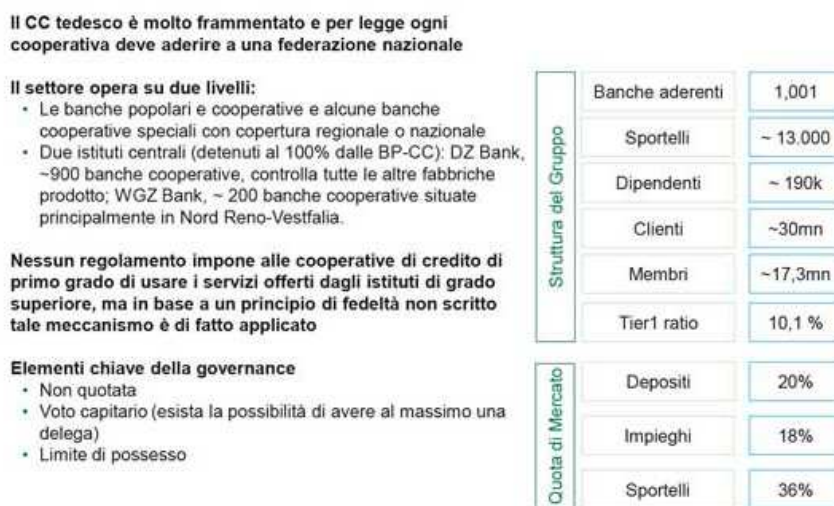 Il CC tedesco è molto frammentato e per legge ogni
cooperativa deve aderire a una federazione nazionale
Il settore opera su due livelli:
• Le banche popolari e cooperative e alcune banche
cooperative speciali con copertura regionale o nazionale
• Due istituti centrali (detenuti al 100% dalle BP-CC): DZ Bank,
~900 banche cooperative, controlla tutte le altre fabbriche
prodotto; WGZ Bank, ~ 200 banche cooperative situate
principalmente in Nord Reno-Vestfalia.
Nessun regolamento impone alle cooperative di credito di
primo grado di usare i servizi offerti dagli istituti di grado
superiore, ma in base a un principio di fedeltà non scritto
tale meccanismo è di fatto applicato
Elementi chiave della governance
• Non quotata
• Voto capitario (esista la possibilità di avere al massimo una
delega)
• Limite di possesso
Struttura del Gruppo
Banche aderenti 1,001
Sportelli ~ 13.000
Dipendenti ~ 190k
Clienti ~30mn
Membri ~17,3mn
Tier1 ratio 10,1 %
Quota di Mercato
Depositi 20%
Impieghi 18%
Sportelli 36%